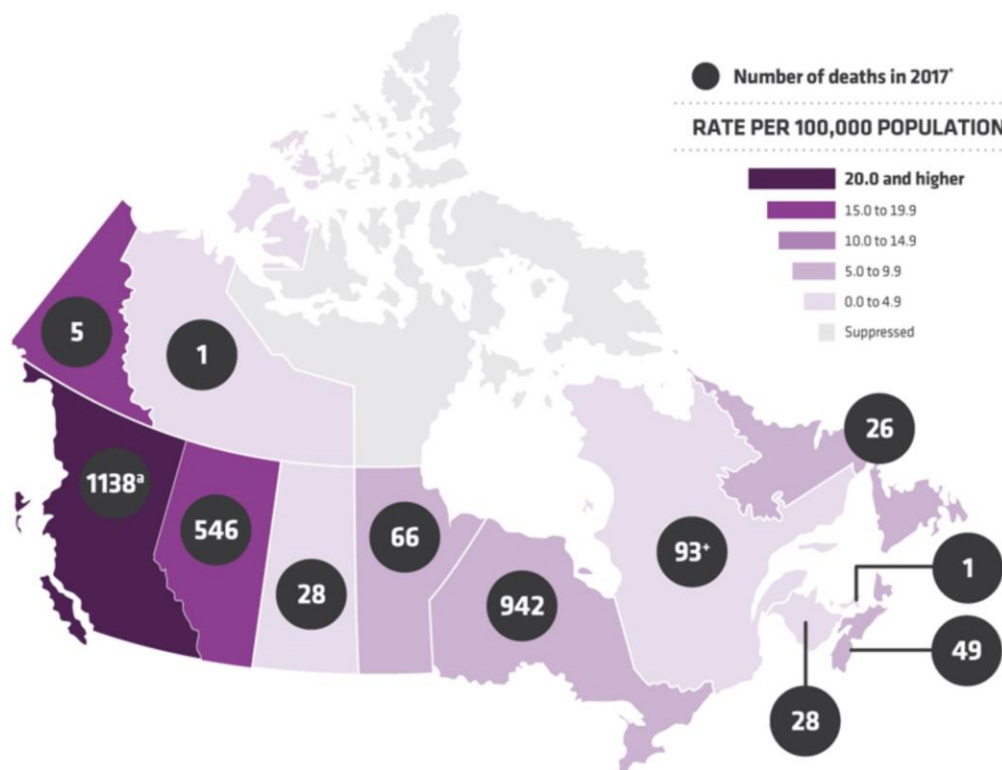 Number of deaths in 2017*
RATE PER 100,000 POPULATION
20.0 and higher
15.0 to 19.9
10.0 to 14.9
5.0 to 9.9
0.0 to 4.9
Suppressed
5
1
26
1138ª
546
66
93+
28
942
1
49
28